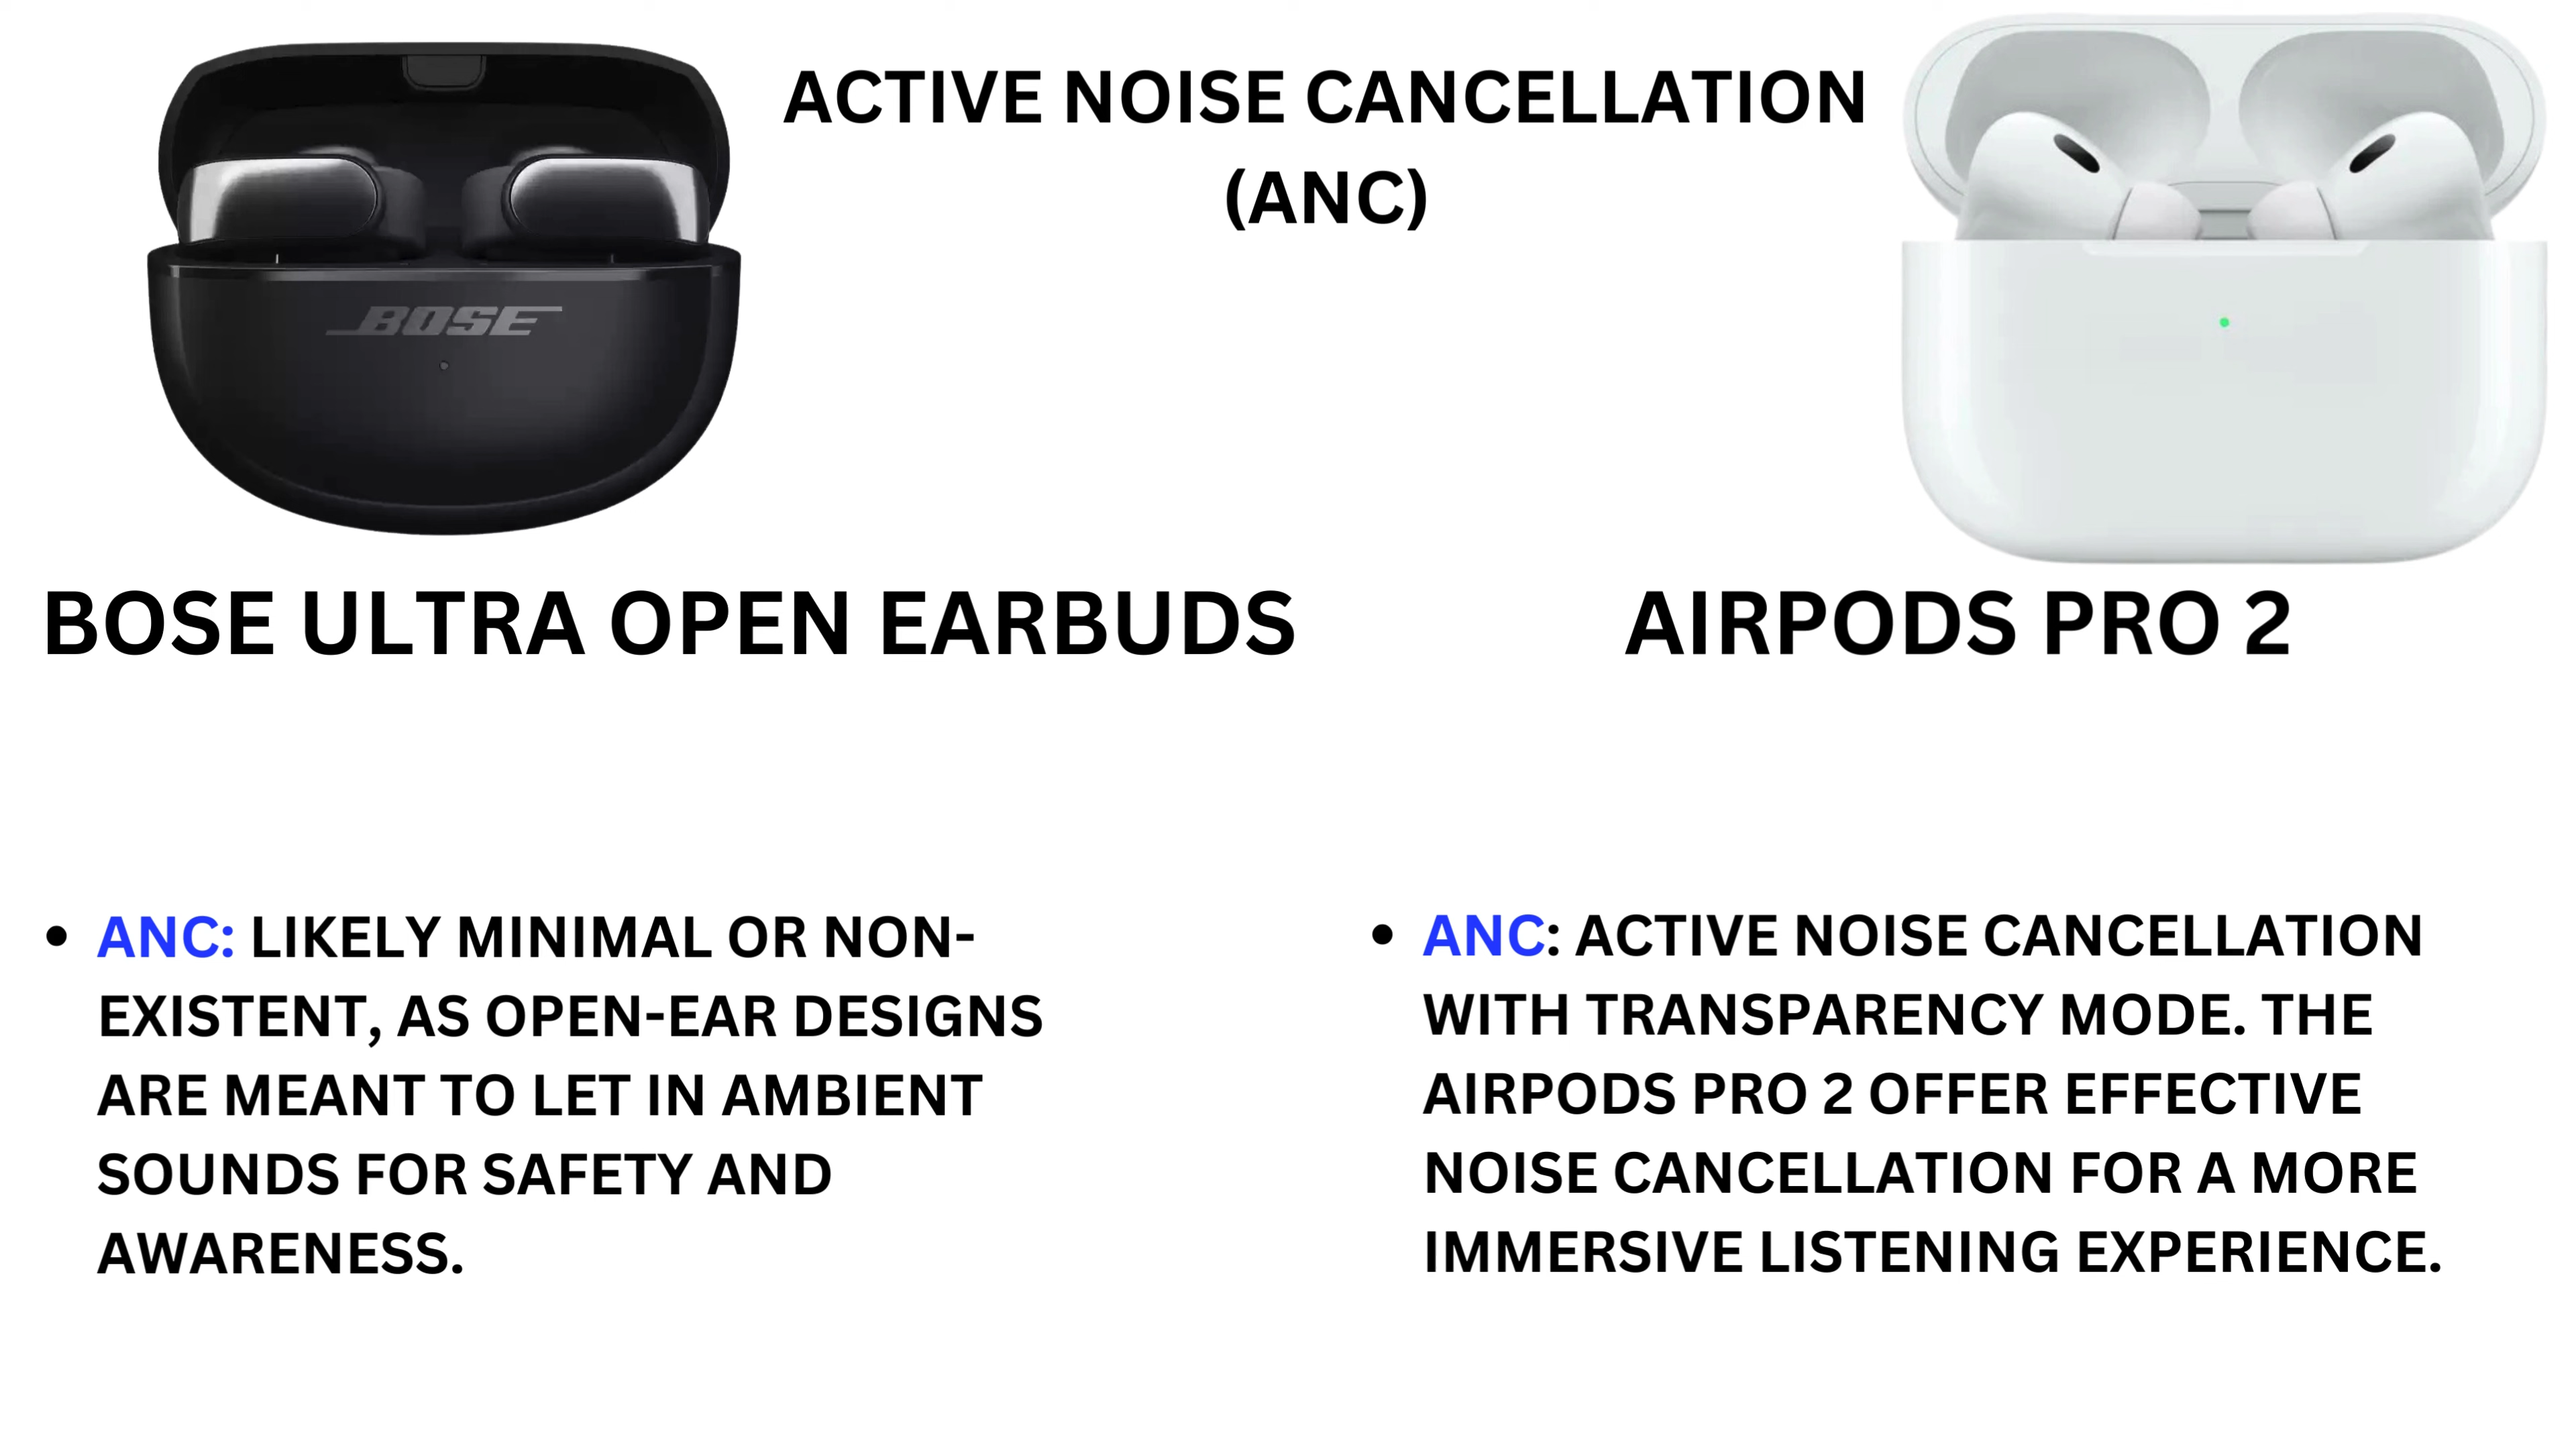 ACTIVE NOISE CANCELLATION
(ANC)
BOSE
BOSE ULTRA OPEN EARBUDS
AIRPODS PRO 2
• ANC: LIKELY MINIMAL OR NON-
EXISTENT, AS OPEN-EAR DESIGNS
ARE MEANT TO LET IN AMBIENT
SOUNDS FOR SAFETY AND
AWARENESS.
• ANC: ACTIVE NOISE CANCELLATION
WITH TRANSPARENCY MODE. THE
AIRPODS PRO 2 OFFER EFFECTIVE
NOISE CANCELLATION FOR A MORE
IMMERSIVE LISTENING EXPERIENCE.